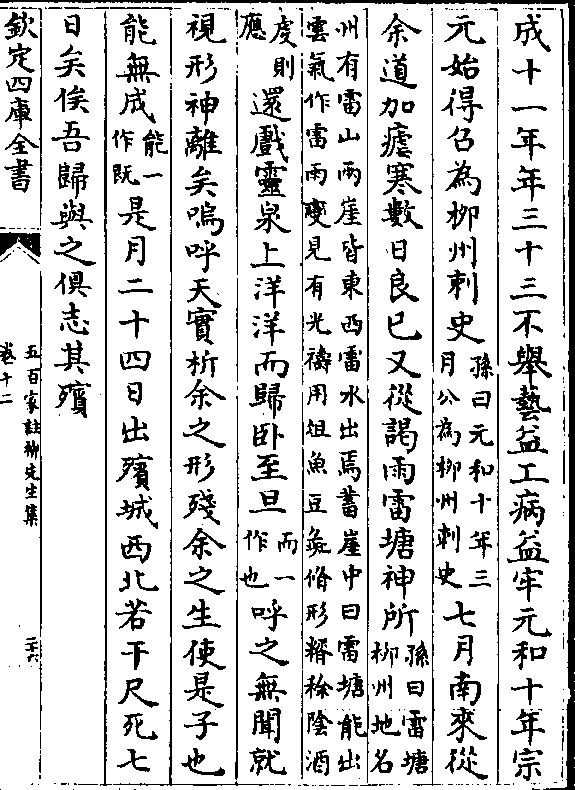 成十一年年三十三不舉藝益工病益牢元和十年宗
元始得召為柳州刺史孫曰元和十年三月公為柳州刺史七月南來從
余道加瘧寒數日良已又從謁雨雷塘神所孫曰雷塘柳州地名
州有雷山兩崖皆東西雷水出焉蓄崖中曰雷塘能出雲氣作雷雨變見有光禱用俎魚豆彘脩形糈稌陰酒
虔則應還戲靈泉上洋洋而歸卧至旦而一作也呼之無聞就
視形神離矣嗚呼天實析余之形殘余之生使是子也
能無成能一作既是月二十四日出殯城西北若干尺死七
日矣俟吾歸與之俱志其殯
欽定四庫全書
五百家註柳先生集
卷十二
二十六